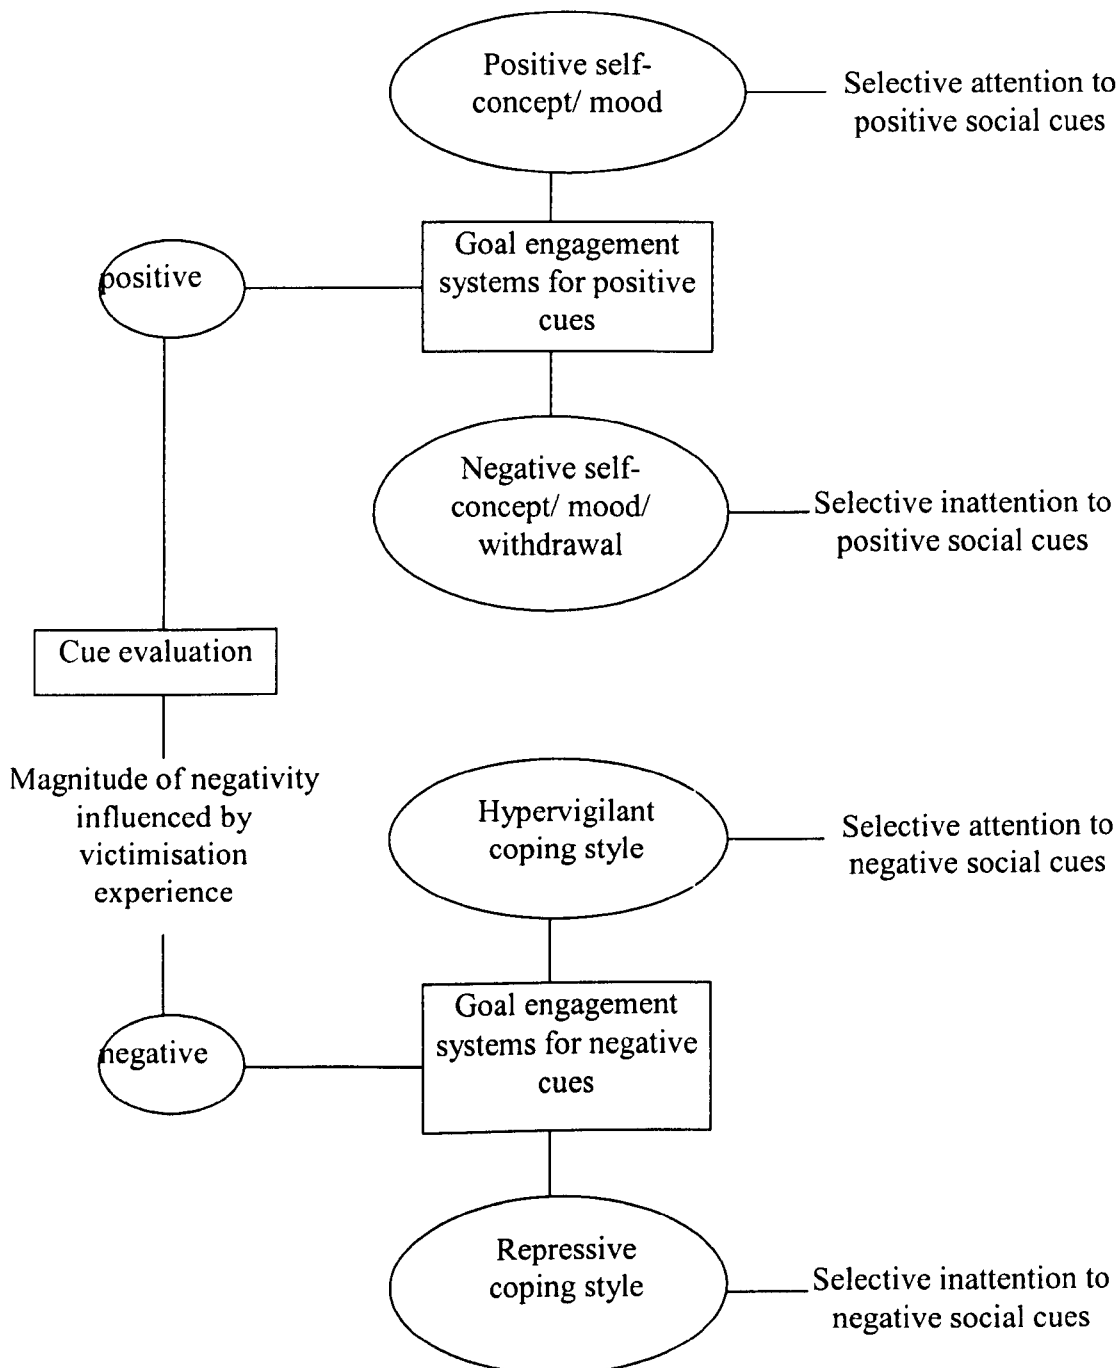 Positive self-
concept/ mood
Selective attention to
positive social cues
Goal engagement
systems for positive
cues
positive
Negative self-
concept/ mood/
withdrawal
Selective inattention to
positive social cues
Cue evaluation
Magnitude of negativity
influenced by
victimisation
experience
Hypervigilant
coping style
Selective attention to
negative social cues
Goal engagement
systems for negative
cues
negative
Repressive
coping style
Selective inattention to
negative social cues